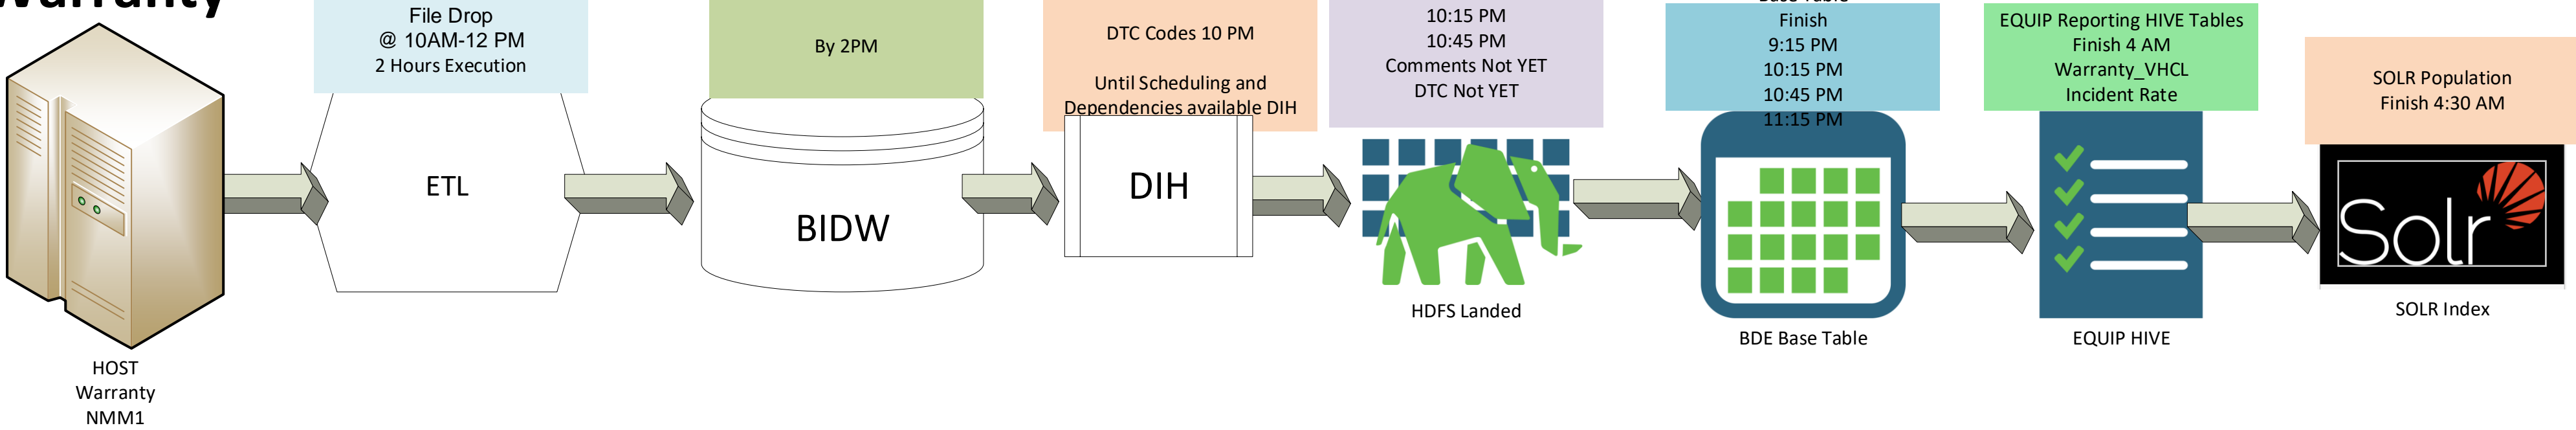 Warranty
File Drop
@ 10AM-12 PM
2 Hours Execution
By 2PM
DTC Codes 10 PM
Until Scheduling and
Dependencies available DIH
10:15 PM
10:45 PM
Comments Not YET
DTC Not YET
Base Table
Finish
9:15 PM
10:15 PM
10:45 PM
11:15 PM
EQUIP Reporting HIVE Tables
Finish 4 AM
Warranty_VHCL
Incident Rate
SOLR Population
Finish 4:30 AM
ETL
BIDW
DIH
Solr
HOST
Warranty
NMM1
HDFS Landed
BDE Base Table
EQUIP HIVE
SOLR Index